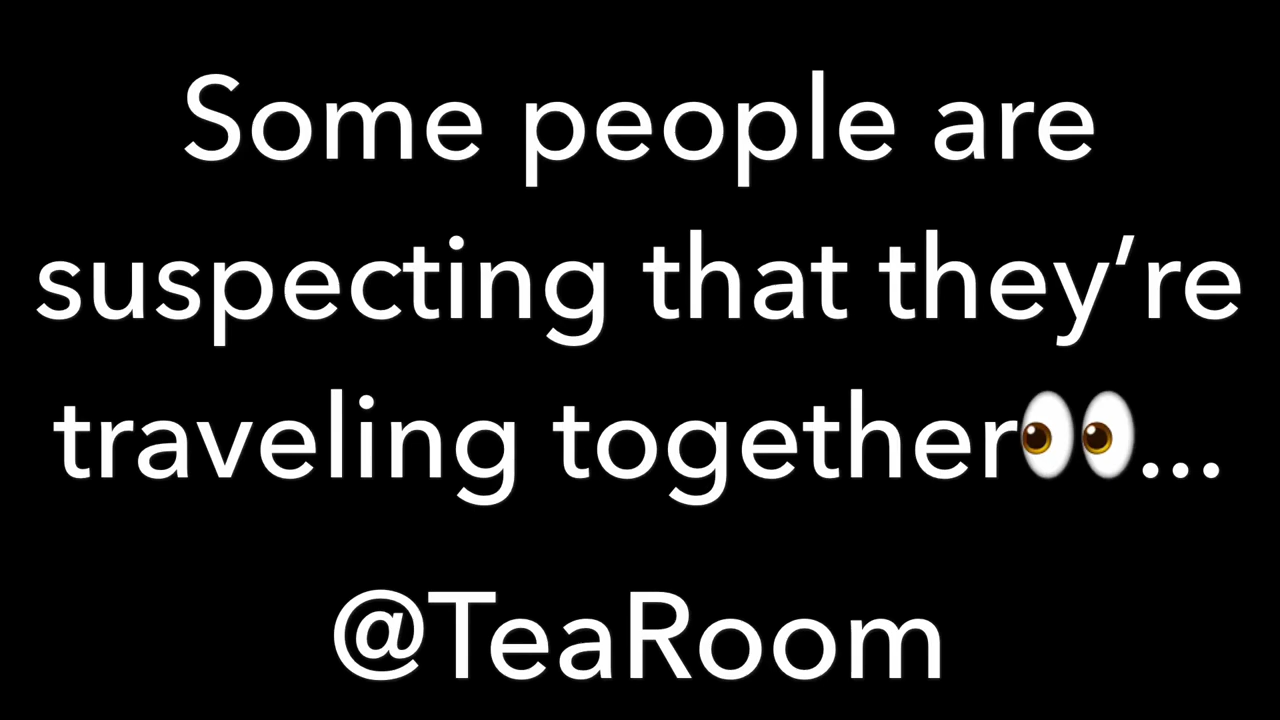 Some people are
suspecting that they’re
traveling together👀...
@TeaRoom